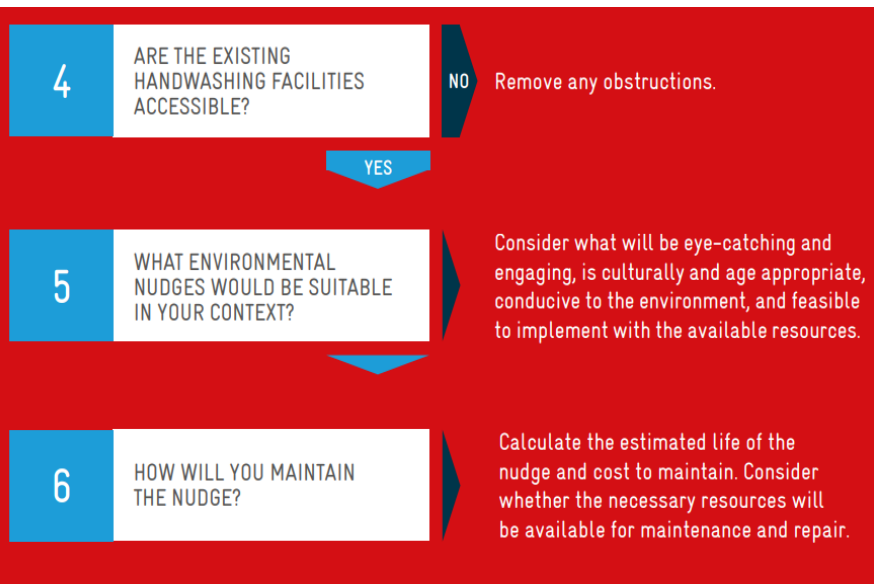 4
ARE THE EXISTING
HANDWASHING FACILITIES
ACCESSIBLE?
NO
Remove any obstructions.
YES
5
WHAT ENVIRONMENTAL
NUDGES WOULD BE SUITABLE
IN YOUR CONTEXT?
Consider what will be eye-catching and
engaging, is culturally and age appropriate,
conducive to the environment, and feasible
to implement with the available resources.
6
HOW WILL YOU MAINTAIN
THE NUDGE?
Calculate the estimated life of the
nudge and cost to maintain. Consider
whether the necessary resources will
be available for maintenance and repair.